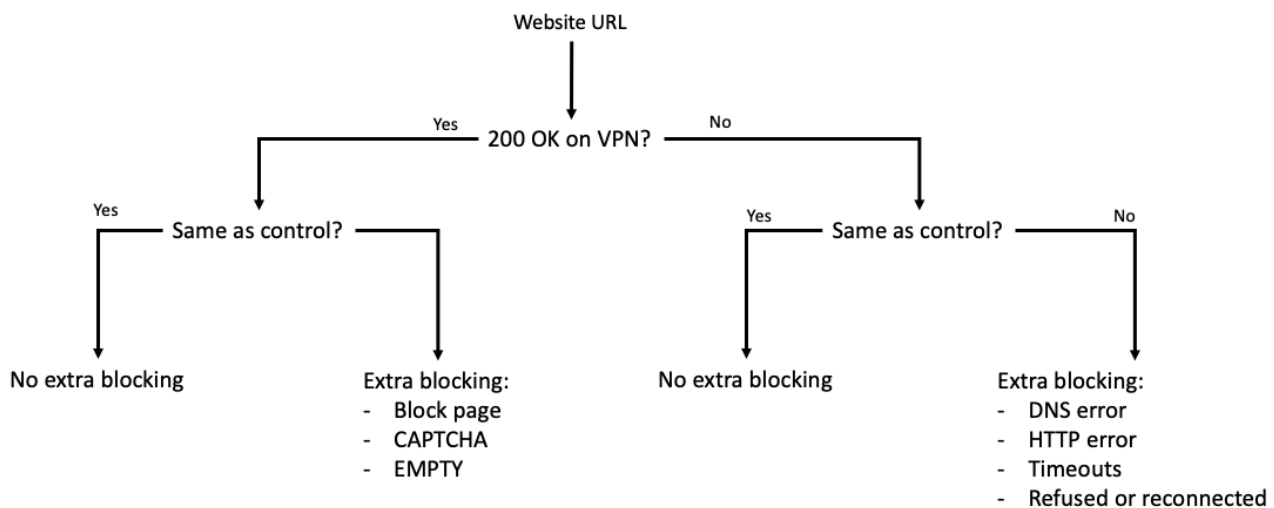 Website URL
Yes
No
200 OK on VPN?
Yes
Same as control?
Yes
Same as control?
No
No extra blocking
Extra blocking:
- Block page
- CAPTCHA
- EMPTY
No extra blocking
Extra blocking:
- DNS error
- HTTP error
- Timeouts
- Refused or reconnected